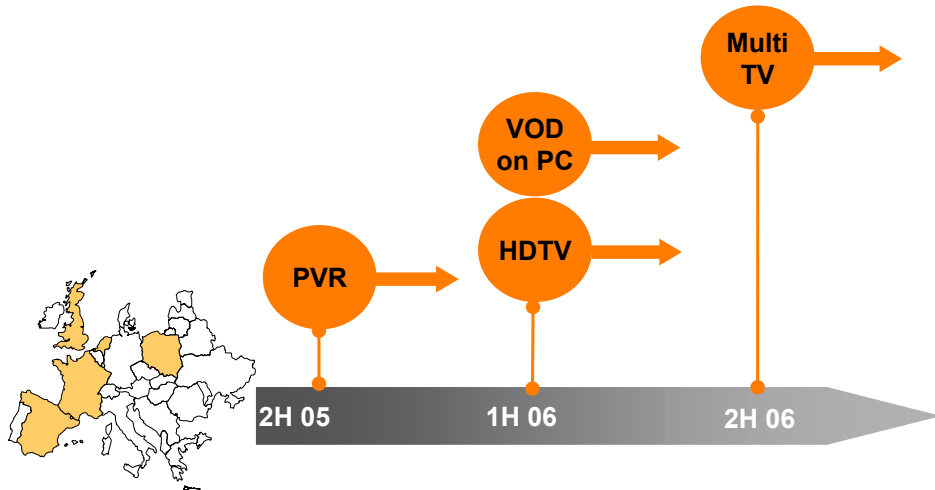 Multi
TV
VOD
on PC
HDTV
PVR
2H 05
1H 06
2H 06